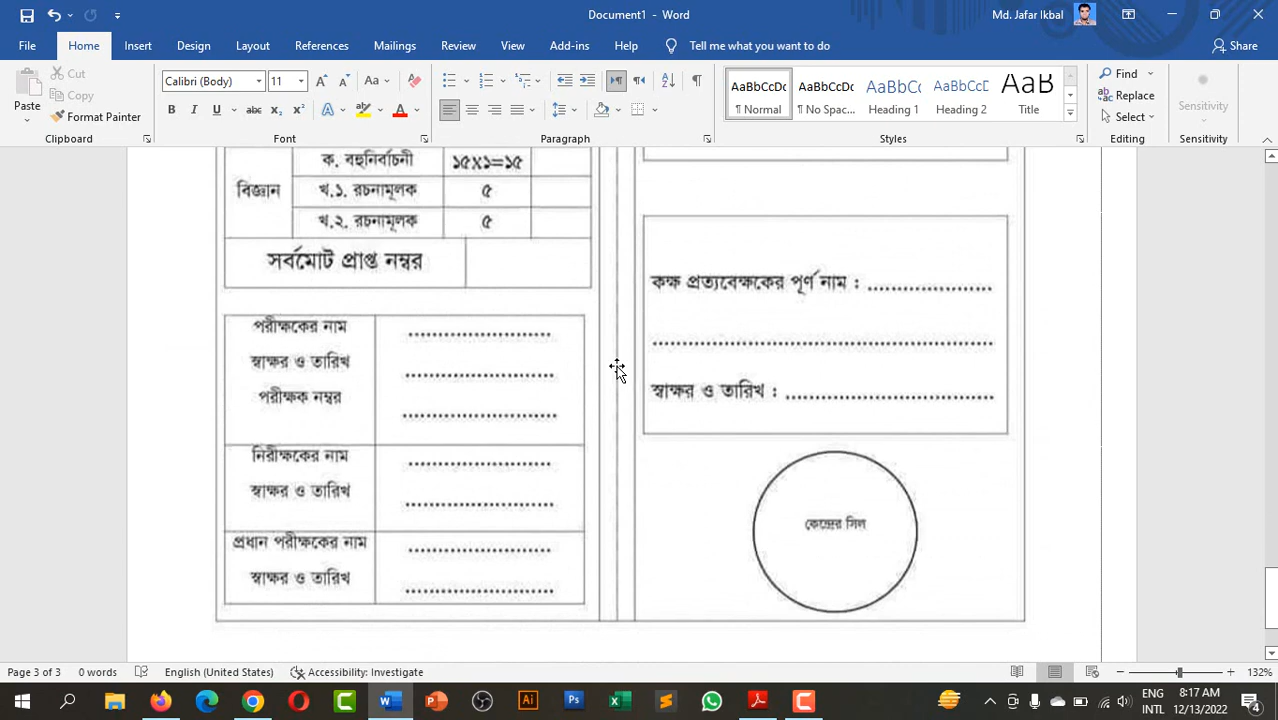 Document1 - Word
Md. Jafar Ikbal
File Home Insert Design Layout References Mailings Review View Add-ins Help Tell me what you want to do Share
Paste
Cut
Copy
Format Painter
Clipboard
Calibri (Body) 11
Font
Paragraph
AaBbCcDc AaBbCcDc AaBbCc AaBbCcD AaB
¶ Normal ¶ No Spac... Heading 1 Heading 2 Title
Styles
Find
Replace
Select
Editing
Sensitivity
Sensitivity
ক. বহুনির্বাচনী ১৫X১=১৫
বিজ্ঞান খ.১. রচনামূলক ৫
খ.২. রচনামূলক ৫
সর্বমোট প্রাপ্ত নম্বর
পরীক্ষকের নাম ........................
স্বাক্ষর ও তারিখ .........................
পরীক্ষক নম্বর ..........................
নিরীক্ষকের নাম ........................
স্বাক্ষর ও তারিখ .........................
প্রধান পরীক্ষকের নাম ........................
স্বাক্ষর ও তারিখ .........................
কক্ষ প্রত্যবেক্ষকের পূর্ণ নাম : .....................
..........................................................
স্বাক্ষর ও তারিখ : ...................................
কেন্দ্রের সিল
Page 3 of 3 0 words English (United States) Accessibility: Investigate 132%
ENG
INTL
8:17 AM
12/13/2022
4